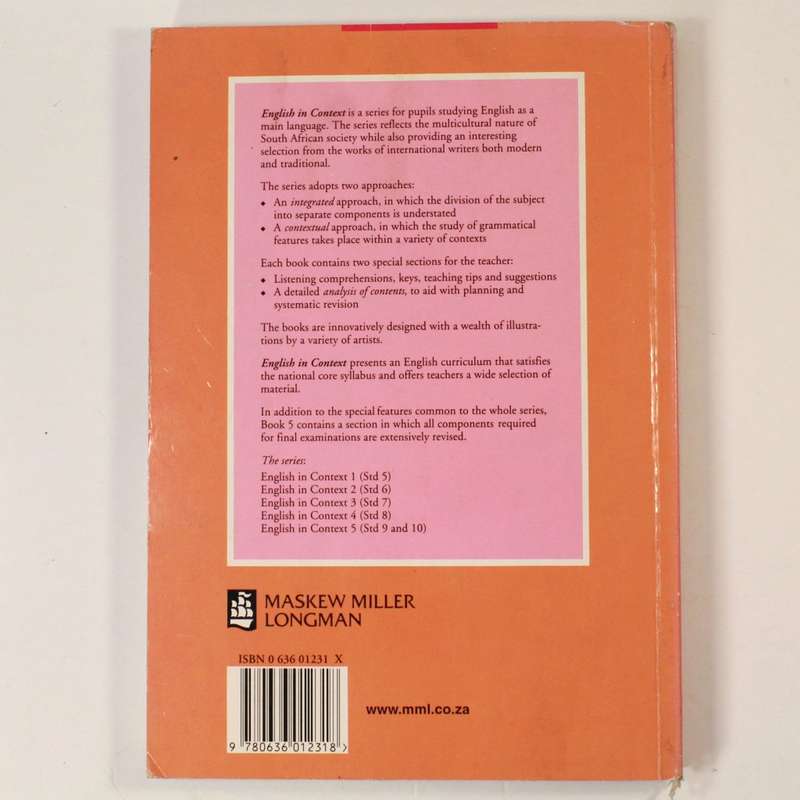 English in Context is a series for pupils studying English as a
main language. The series reflects the multicultural nature of
South African society while also providing an interesting
selection from the works of international writers both modern
and traditional.
The series adopts two approaches:
◆ An integrated approach, in which the division of the subject
into separate components is understated
◆ A contextual approach, in which the study of grammatical
features takes place within a variety of contexts
Each book contains two special sections for the teacher:
◆ Listening comprehensions, keys, teaching tips and suggestions
◆ A detailed analysis of contents, to aid with planning and
systematic revision
The books are innovatively designed with a wealth of illustra-
tions by a variety of artists.
English in Context presents an English curriculum that satisfies
the national core syllabus and offers teachers a wide selection of
material.
In addition to the special features common to the whole series,
Book 5 contains a section in which all components required
for final examinations are extensively revised.
The series:
English in Context 1 (Std 5)
English in Context 2 (Std 6)
English in Context 3 (Std 7)
English in Context 4 (Std 8)
English in Context 5 (Std 9 and 10)
MASKEW MILLER
LONGMAN
ISBN 0 636 01231 X
www.mml.co.za
9 780636 012318 >